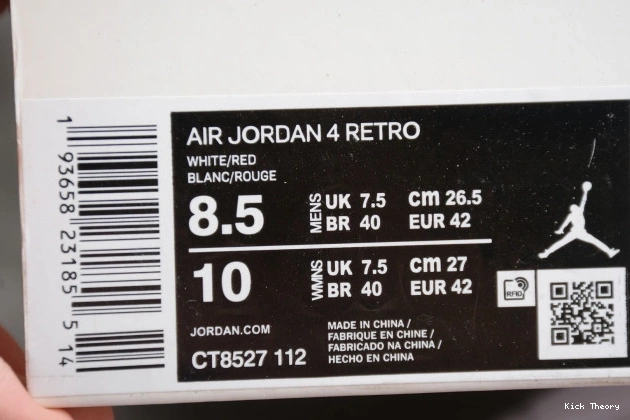 AIR JORDAN 4 RETRO
WHITE/RED
BLANC/ROUGE
8.5
MENS
UK 7.5 cm 26.5
BR 40 EUR 42
10
WMNS
UK 7.5 cm 27
BR 40 EUR 42
RFID
JORDAN.COM
CT8527 112
MADE IN CHINA /
FABRIQUE EN CHINE /
FABRICADO NA CHINA /
HECHO EN CHINA
1 93658 23185 5 14
Kick Theory